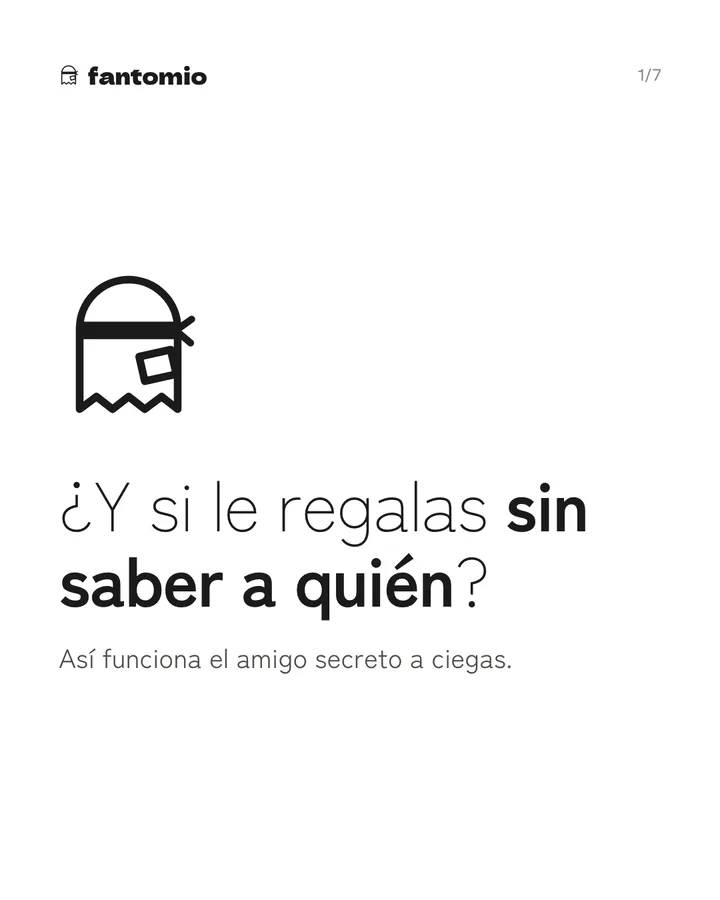 fantomio
1/7
¿Y si le regalas sin
saber a quién?
Así funciona el amigo secreto a ciegas.